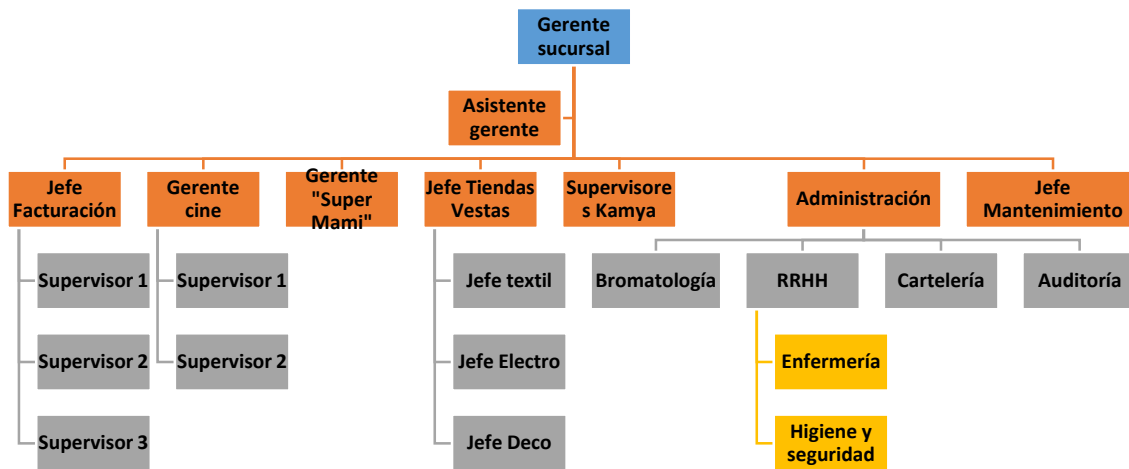 Gerente
sucursal
Asistente
gerente
Jefe
Facturación
Gerente
cine
Gerente
"Super
Mami"
Jefe Tiendas
Vestas
Supervisore
s Kamya
Administración
Jefe
Mantenimiento
Supervisor 1
Supervisor 1
Jefe textil
Bromatología
RRHH
Cartelería
Auditoría
Supervisor 2
Supervisor 2
Jefe Electro
Enfermería
Supervisor 3
Jefe Deco
Higiene y
seguridad